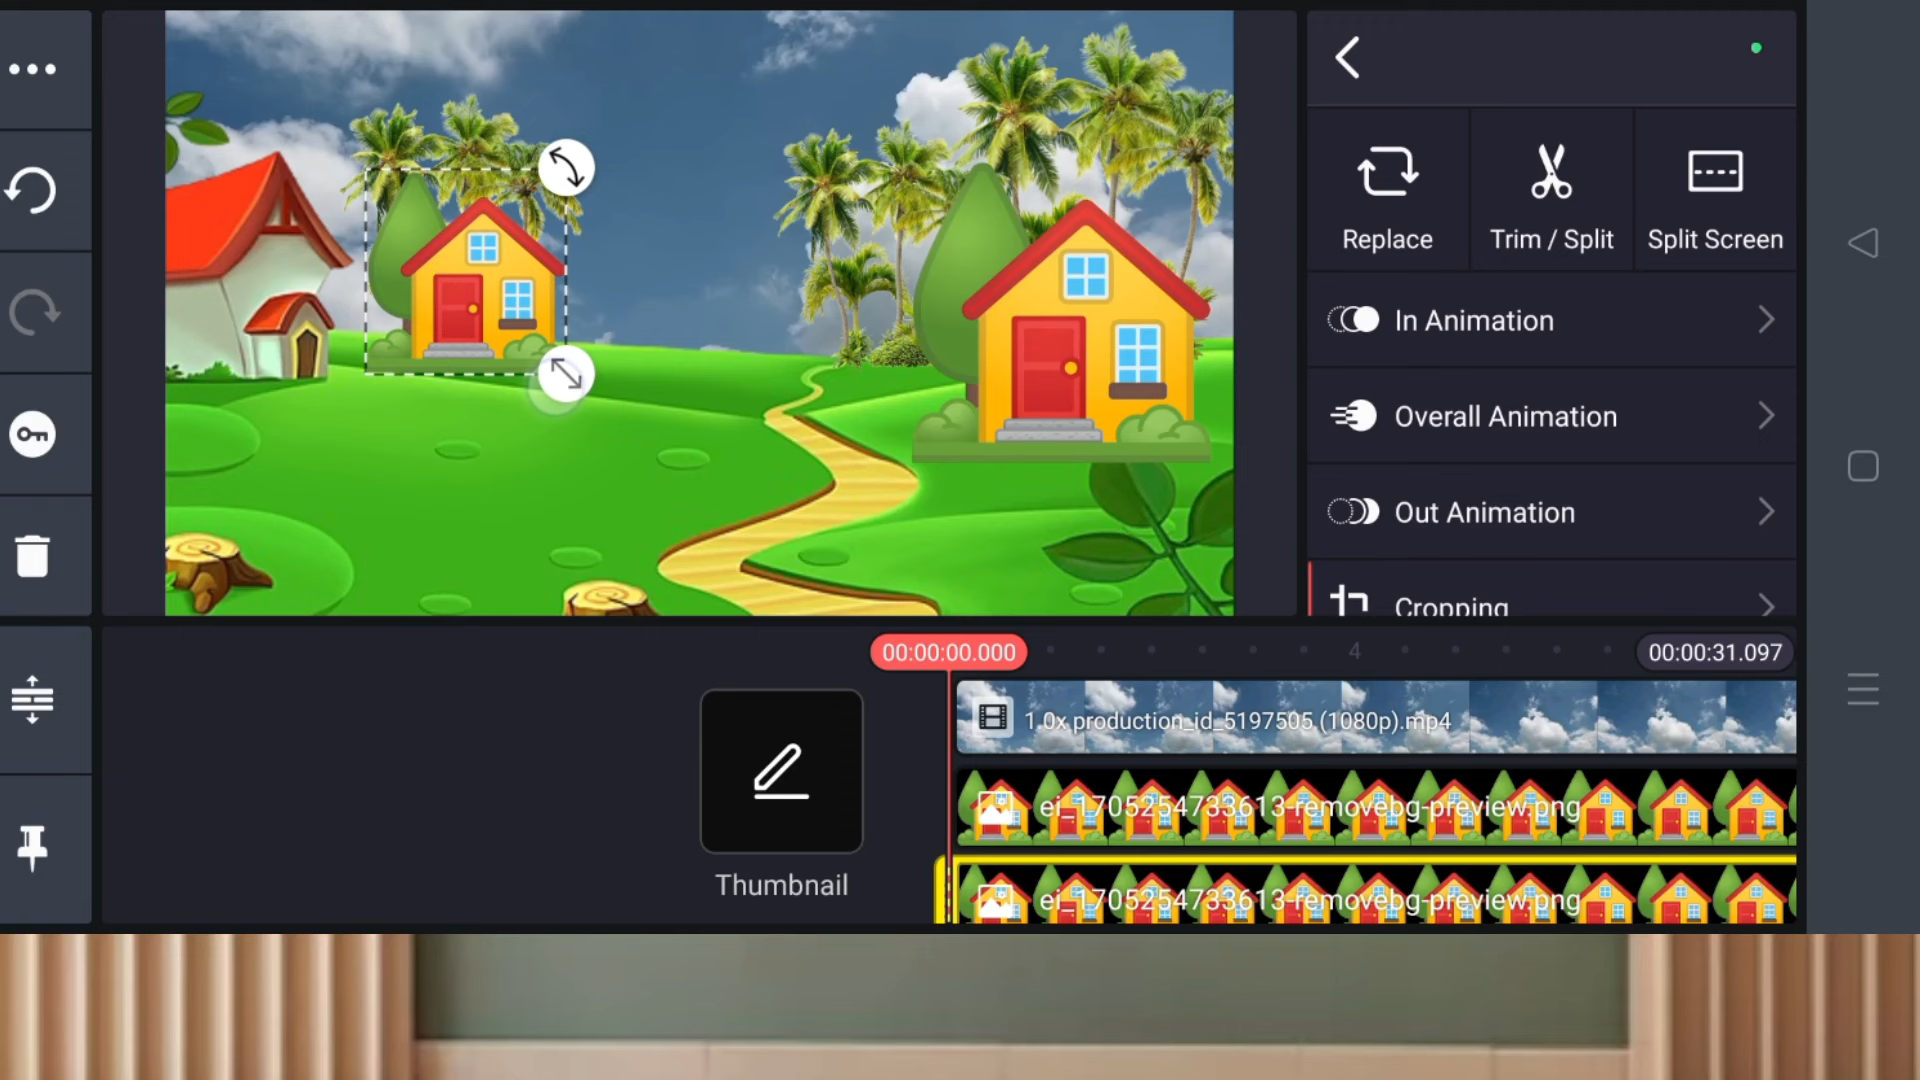 Replace
Trim / Split
Split Screen
In Animation
Overall Animation
Out Animation
Cropping
00:00:00.000
4
00:00:31.097
1.0x production_id_5197505 (1080p).mp4
ei_1705254733613-removebg-preview.png
ei_1705254733613-removebg-preview.png
Thumbnail